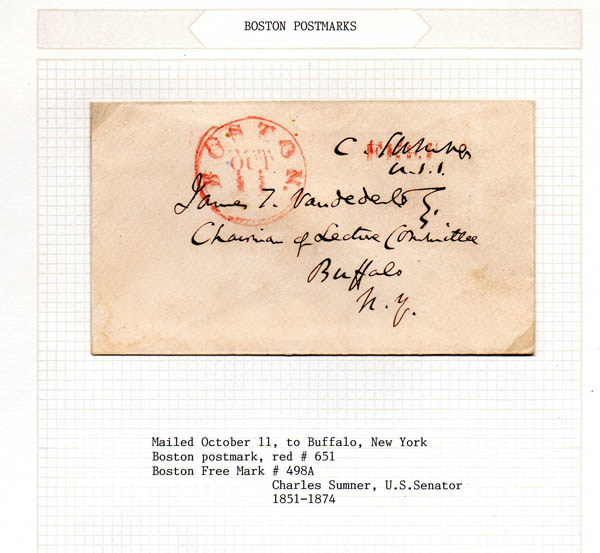 BOSTON POSTMARKS
BOSTON
OCT
11
FREE
C. Sumner
U.S.S.
James T.
Chairman of Lecture Committee
Buffalo
N.Y.
Mailed October 11, to Buffalo, New York
Boston postmark, red # 651
Boston Free Mark # 498A
Charles Sumner, U.S.Senator
1851-1874